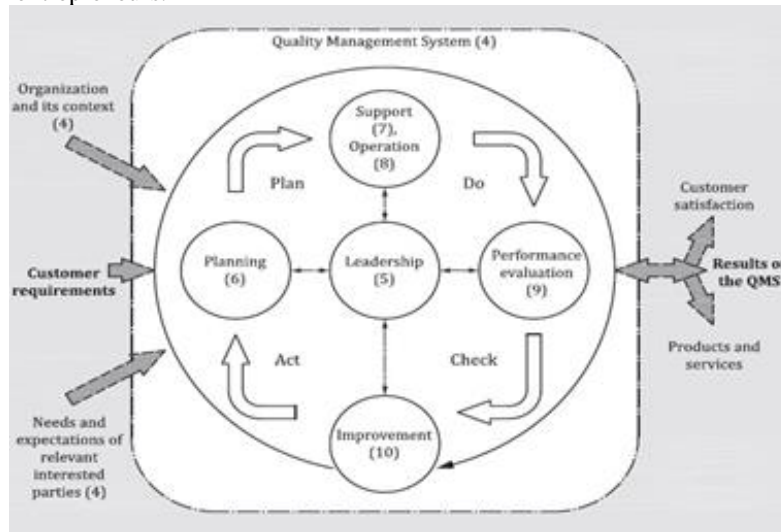 Quality Management System (4)
Organization
and its context
(4)
Support
(7),
Operation
(8)
Plan
Do
Customer
satisfaction
Planning
(6)
Leadership
(5)
Performance
evaluation
(9)
Customer
requirements
Results o
the QMS
Act
Check
Products and
services
Needs and
expectations of
relevant
interested
parties (4)
Improvement
(10)